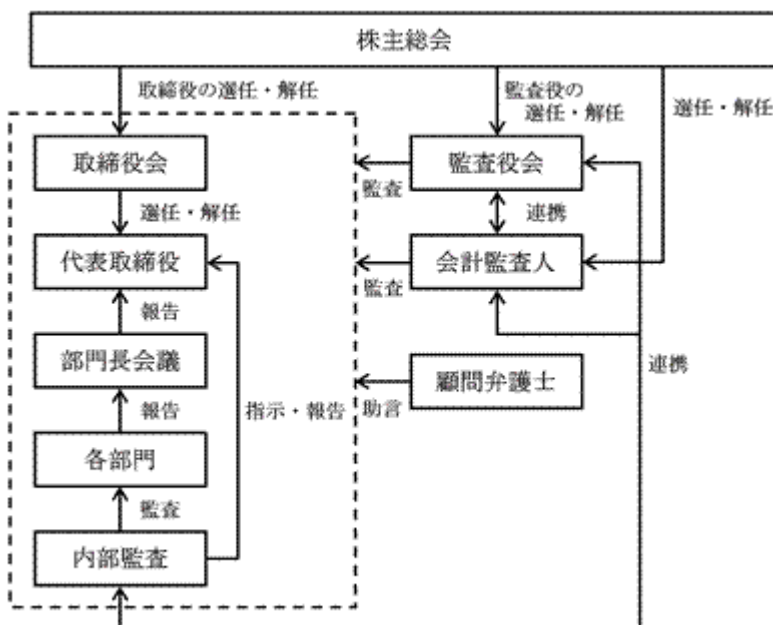 株主総会
取締役の選任・解任
監査役の
選任・解任
選任・解任
取締役会
監査役会
監査
選任・解任
連携
代表取締役
会計監査人
監査
報告
部門長会議
顧問弁護士
連携
報告
指示・報告
助言
各部門
監査
内部監査